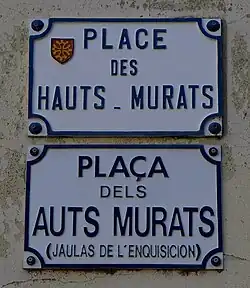 PLACE
DES
HAUTS - MURATS
PLAÇA
DELS
AUTS MURATS
(JAULAS DE L'ENQUISICION)